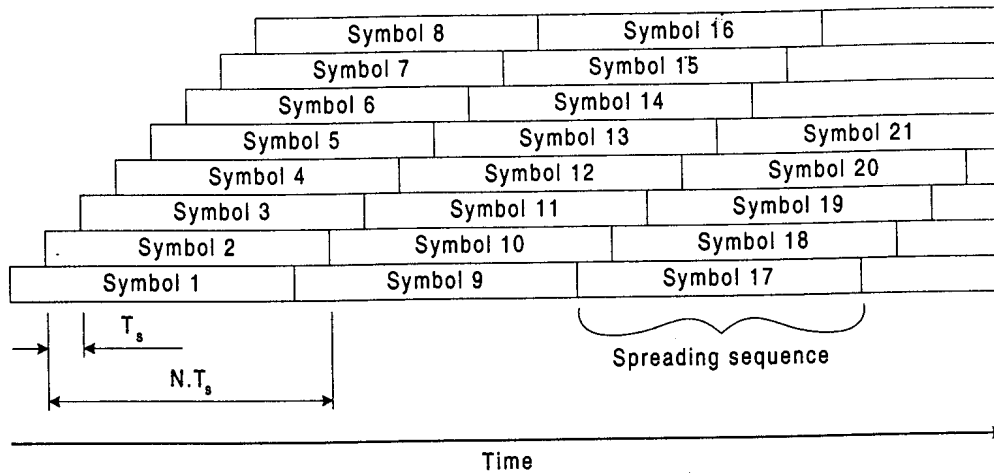 Symbol 8 Symbol 16
Symbol 7 Symbol 15
Symbol 6 Symbol 14
Symbol 5 Symbol 13 Symbol 21
Symbol 4 Symbol 12 Symbol 20
Symbol 3 Symbol 11 Symbol 19
Symbol 2 Symbol 10 Symbol 18
Symbol 1 Symbol 9 Symbol 17
Ts
Spreading sequence
N.Ts
Time